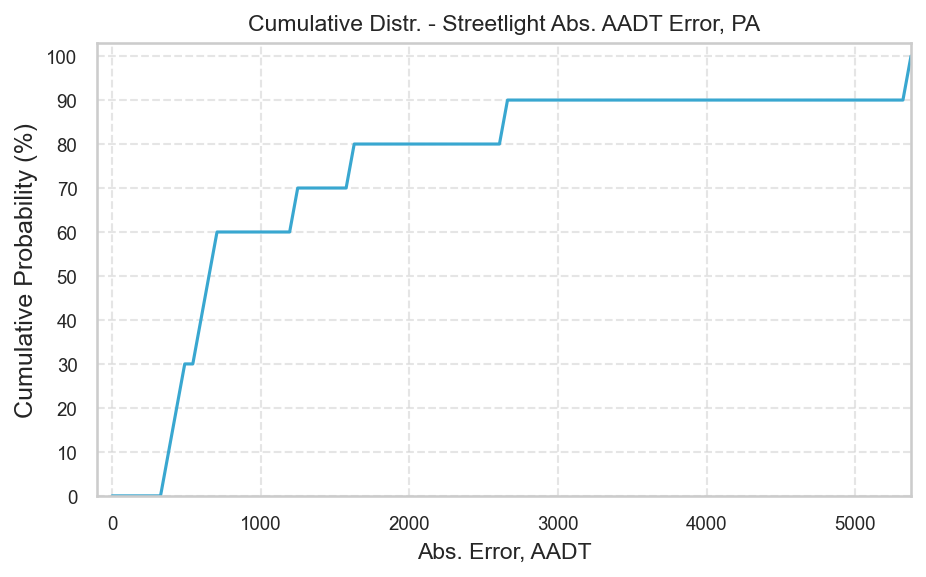 Cumulative Distr. - Streetlight Abs. AADT Error, PA
Cumulative Probability (%)
100
90
80
70
60
50
40
30
20
10
0
0 1000 2000 3000 4000 5000
Abs. Error, AADT